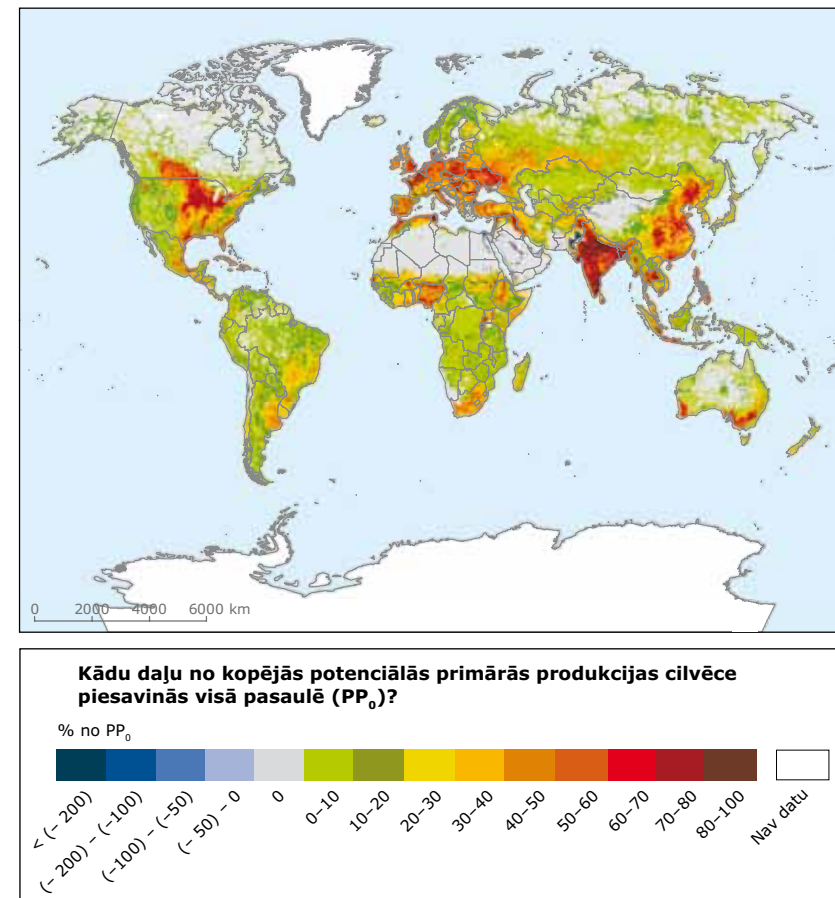 0 2000 4000 6000 km
Kādu daļu no kopējās potenciālās primārās produkcijas cilvēce
piesavinās visā pasaulē (PP₀)?
% no PP₀
< (– 200)
(– 200) – (–100)
(–100) – (–50)
(– 50) – 0
0
0–10
10–20
20–30
30–40
40–50
50–60
60–70
70–80
80–100
Nav datu